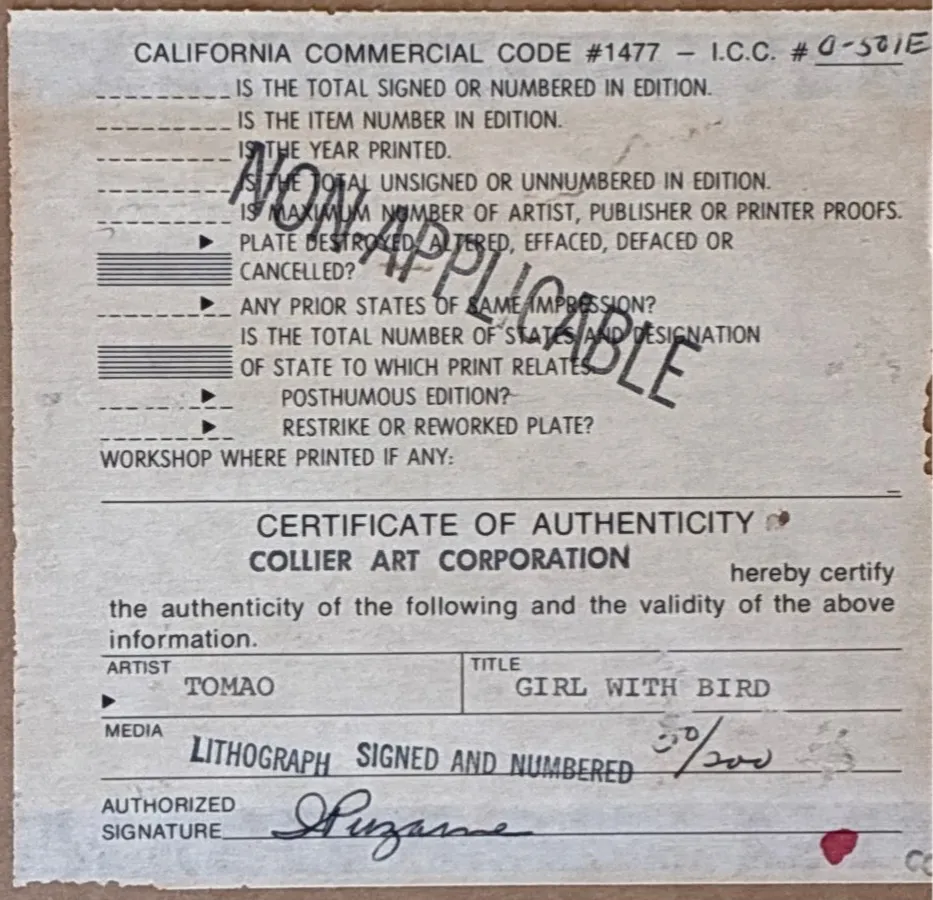 CALIFORNIA COMMERCIAL CODE #1477 – I.C.C. # 0-501E
IS THE TOTAL SIGNED OR NUMBERED IN EDITION.
IS THE ITEM NUMBER IN EDITION.
IS THE YEAR PRINTED.
IS THE TOTAL UNSIGNED OR UNNUMBERED IN EDITION.
IS MAXIMUM NUMBER OF ARTIST, PUBLISHER OR PRINTER PROOFS.
PLATE DESTROYED, ALTERED, EFFACED, DEFACED OR
CANCELLED?
ANY PRIOR STATES OF SAME IMPRESSION?
IS THE TOTAL NUMBER OF STATES AND DESIGNATION
OF STATE TO WHICH PRINT RELATES.
POSTHUMOUS EDITION?
RESTRIKE OR REWORKED PLATE?
WORKSHOP WHERE PRINTED IF ANY:
NON-APPLICABLE
CERTIFICATE OF AUTHENTICITY
COLLIER ART CORPORATION
hereby certify
the authenticity of the following and the validity of the above
information.
ARTIST TITLE
TOMAO GIRL WITH BIRD
MEDIA
LITHOGRAPH SIGNED AND NUMBERED 50/200
AUTHORIZED
SIGNATURE